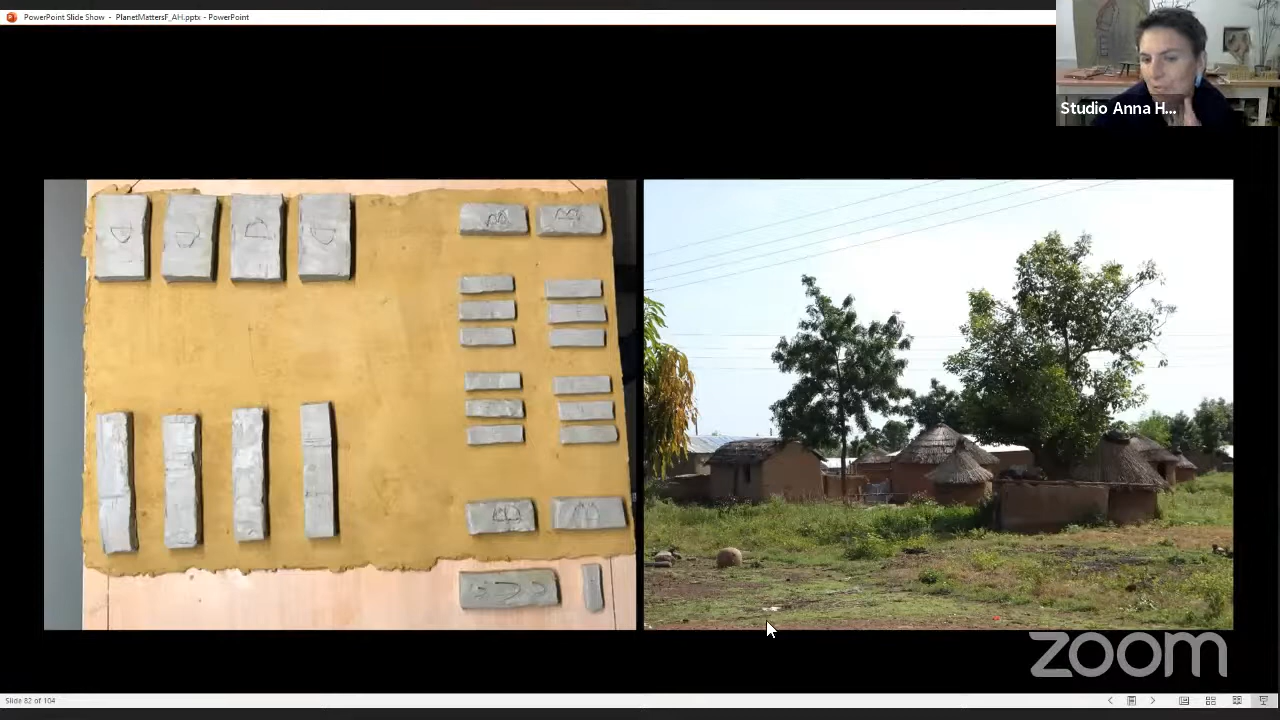 PowerPoint Slide Show - PlanetMattersF_AH.pptx - PowerPoint
Studio Anna H...
zoom
Slide 82 of 104